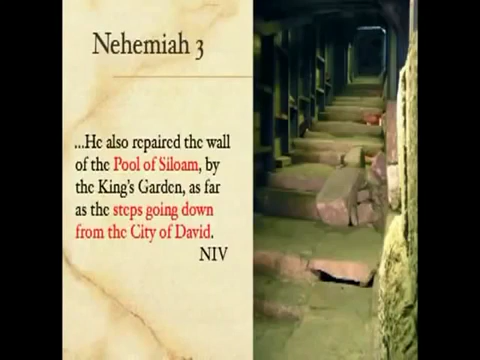 Nehemiah 3
...He also repaired the wall
of the Pool of Siloam, by
the King's Garden, as far
as the steps going down
from the City of David.
NIV